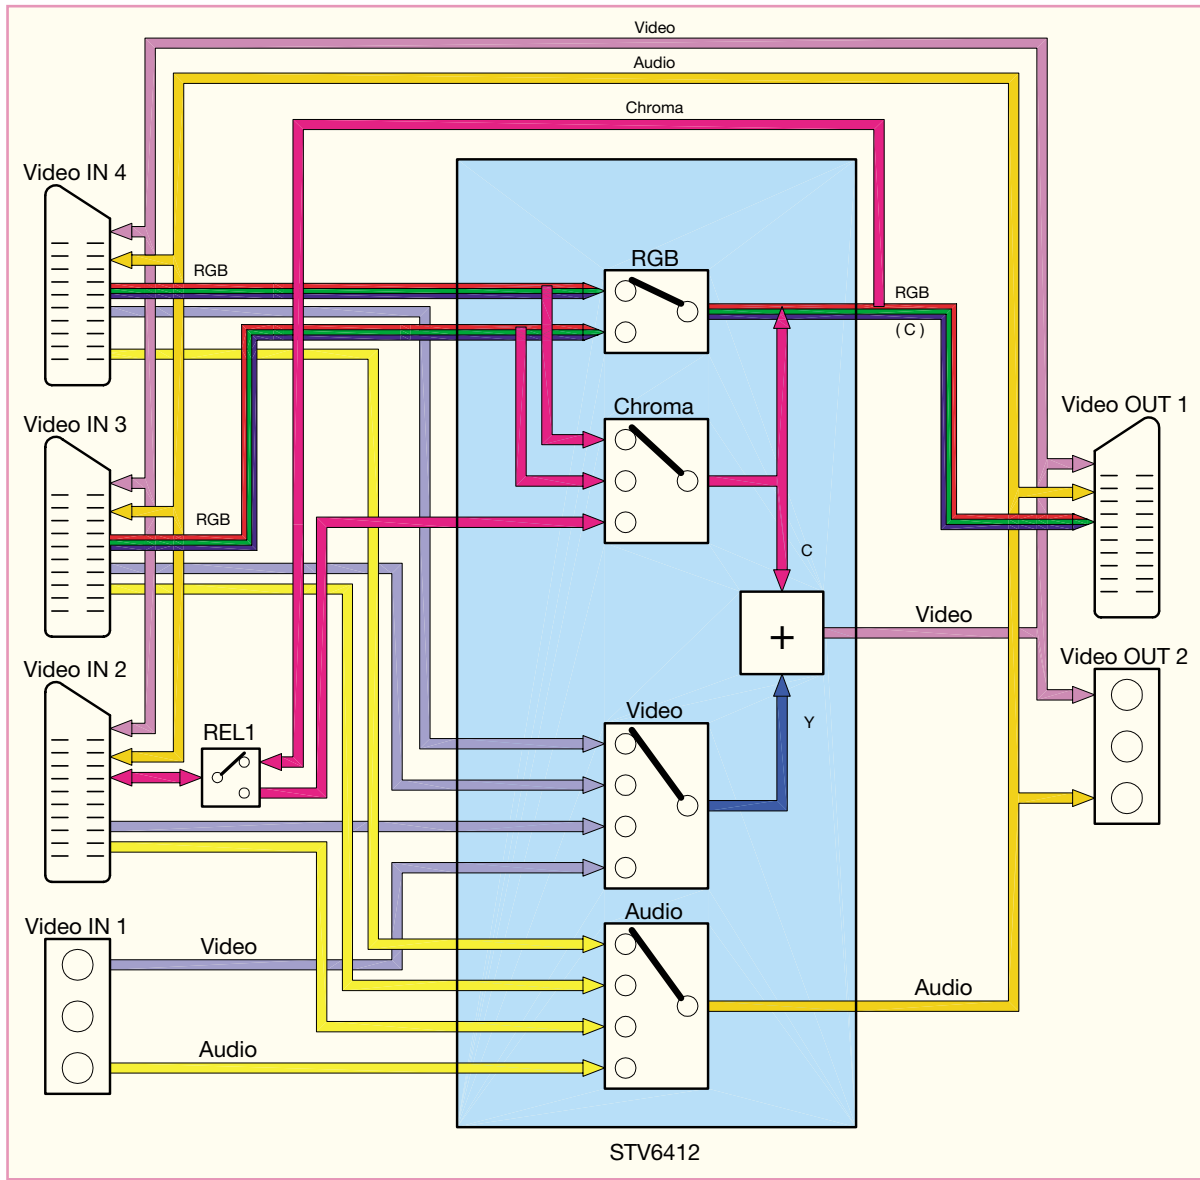 Video
Audio
Chroma
Video IN 4
RGB
RGB
RGB
( C )
Chroma
Video OUT 1
Video IN 3
RGB
C
+
Video
Video OUT 2
Video IN 2
REL1
Video
Y
Audio
Video IN 1
Video
Audio
Audio
STV6412